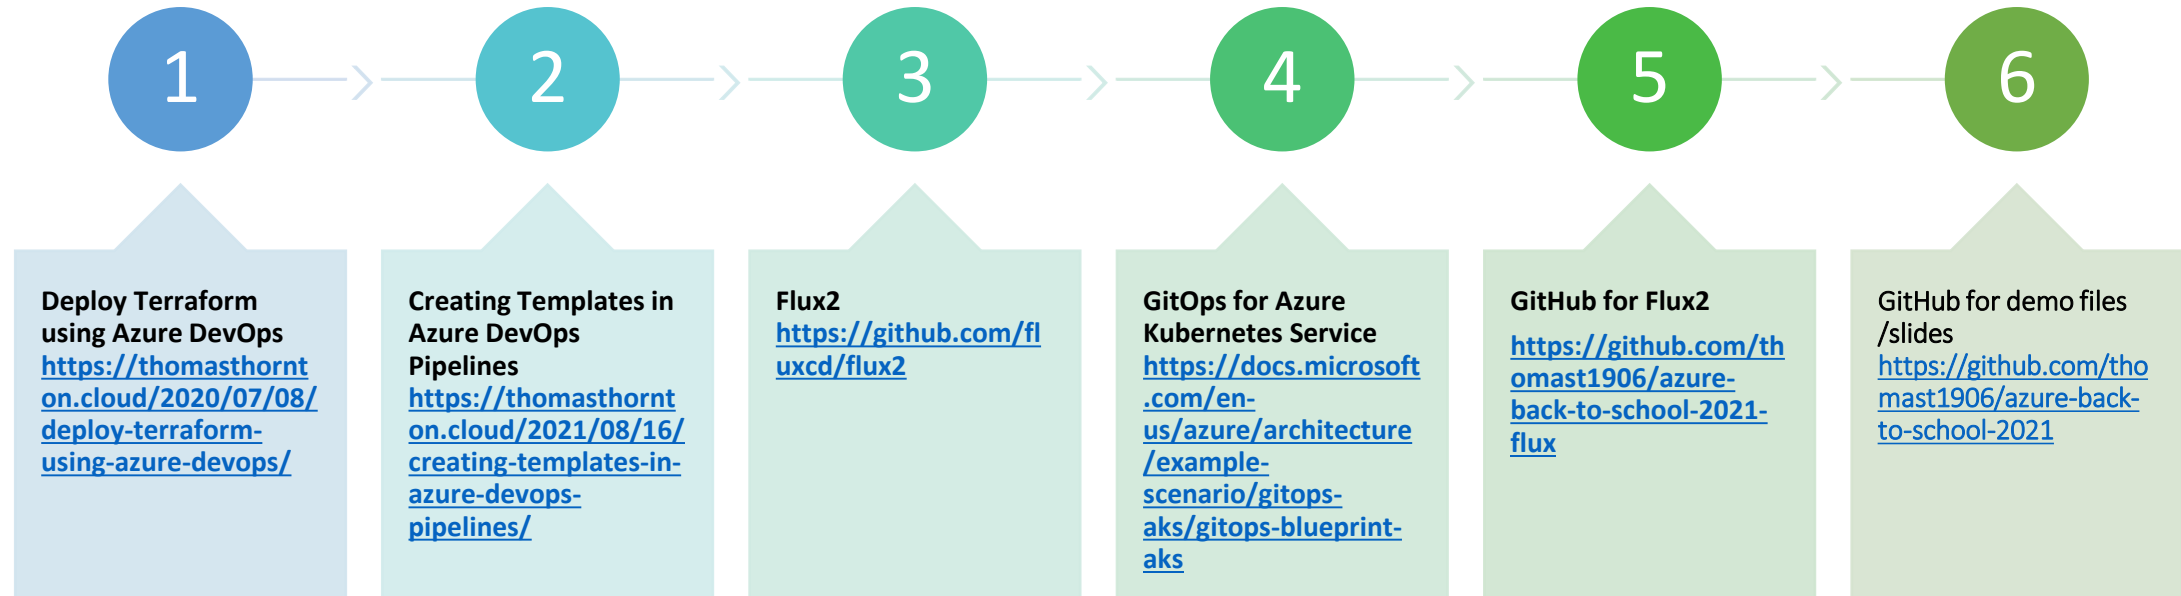 1
2
3
4
5
6
Deploy Terraform
using Azure DevOps
https://thomasthornt
on.cloud/2020/07/08/
deploy-terraform-
using-azure-devops/
Creating Templates in
Azure DevOps
Pipelines
https://thomasthornt
on.cloud/2021/08/16/
creating-templates-in-
azure-devops-
pipelines/
Flux2
https://github.com/fl
uxcd/flux2
GitOps for Azure
Kubernetes Service
https://docs.microsoft
.com/en-
us/azure/architecture
/example-
scenario/gitops-
aks/gitops-blueprint-
aks
GitHub for Flux2
https://github.com/th
omast1906/azure-
back-to-school-2021-
flux
GitHub for demo files
/slides
https://github.com/tho
mast1906/azure-back-
to-school-2021